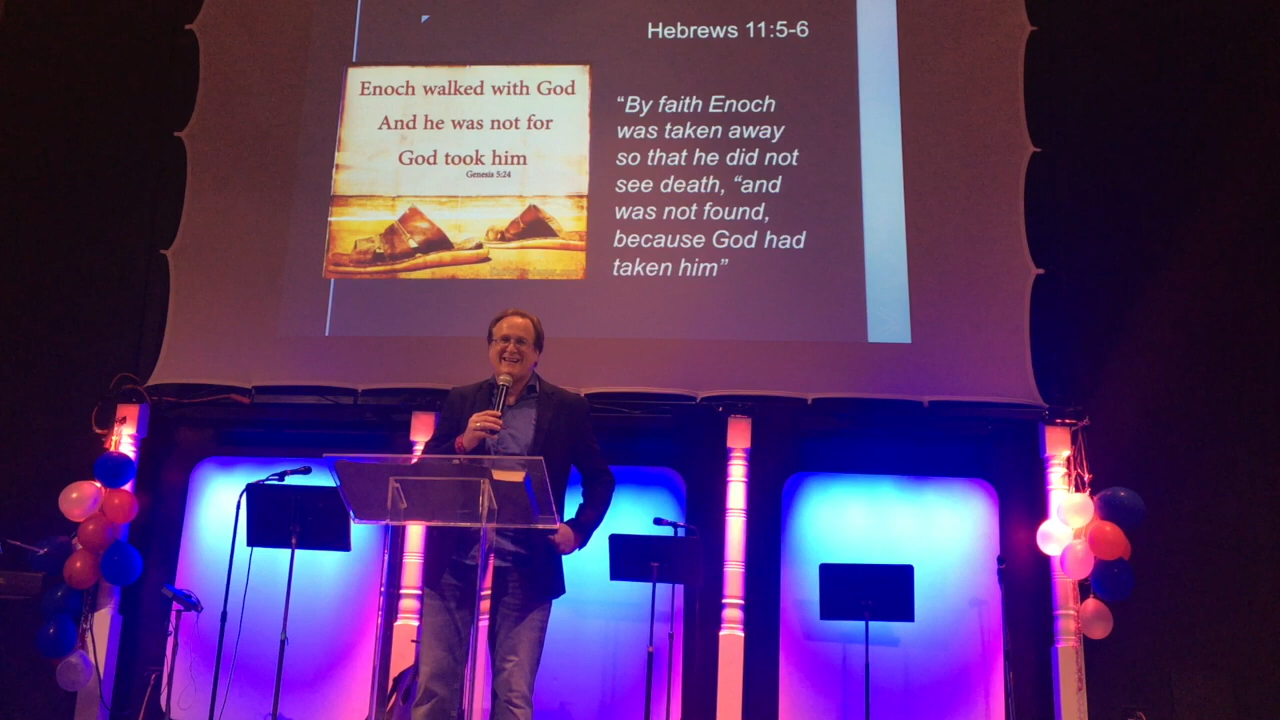 Hebrews 11:5-6
Enoch walked with God
And he was not for
God took him
Genesis 5:24
“By faith Enoch
was taken away
so that he did not
see death, “and
was not found,
because God had
taken him”